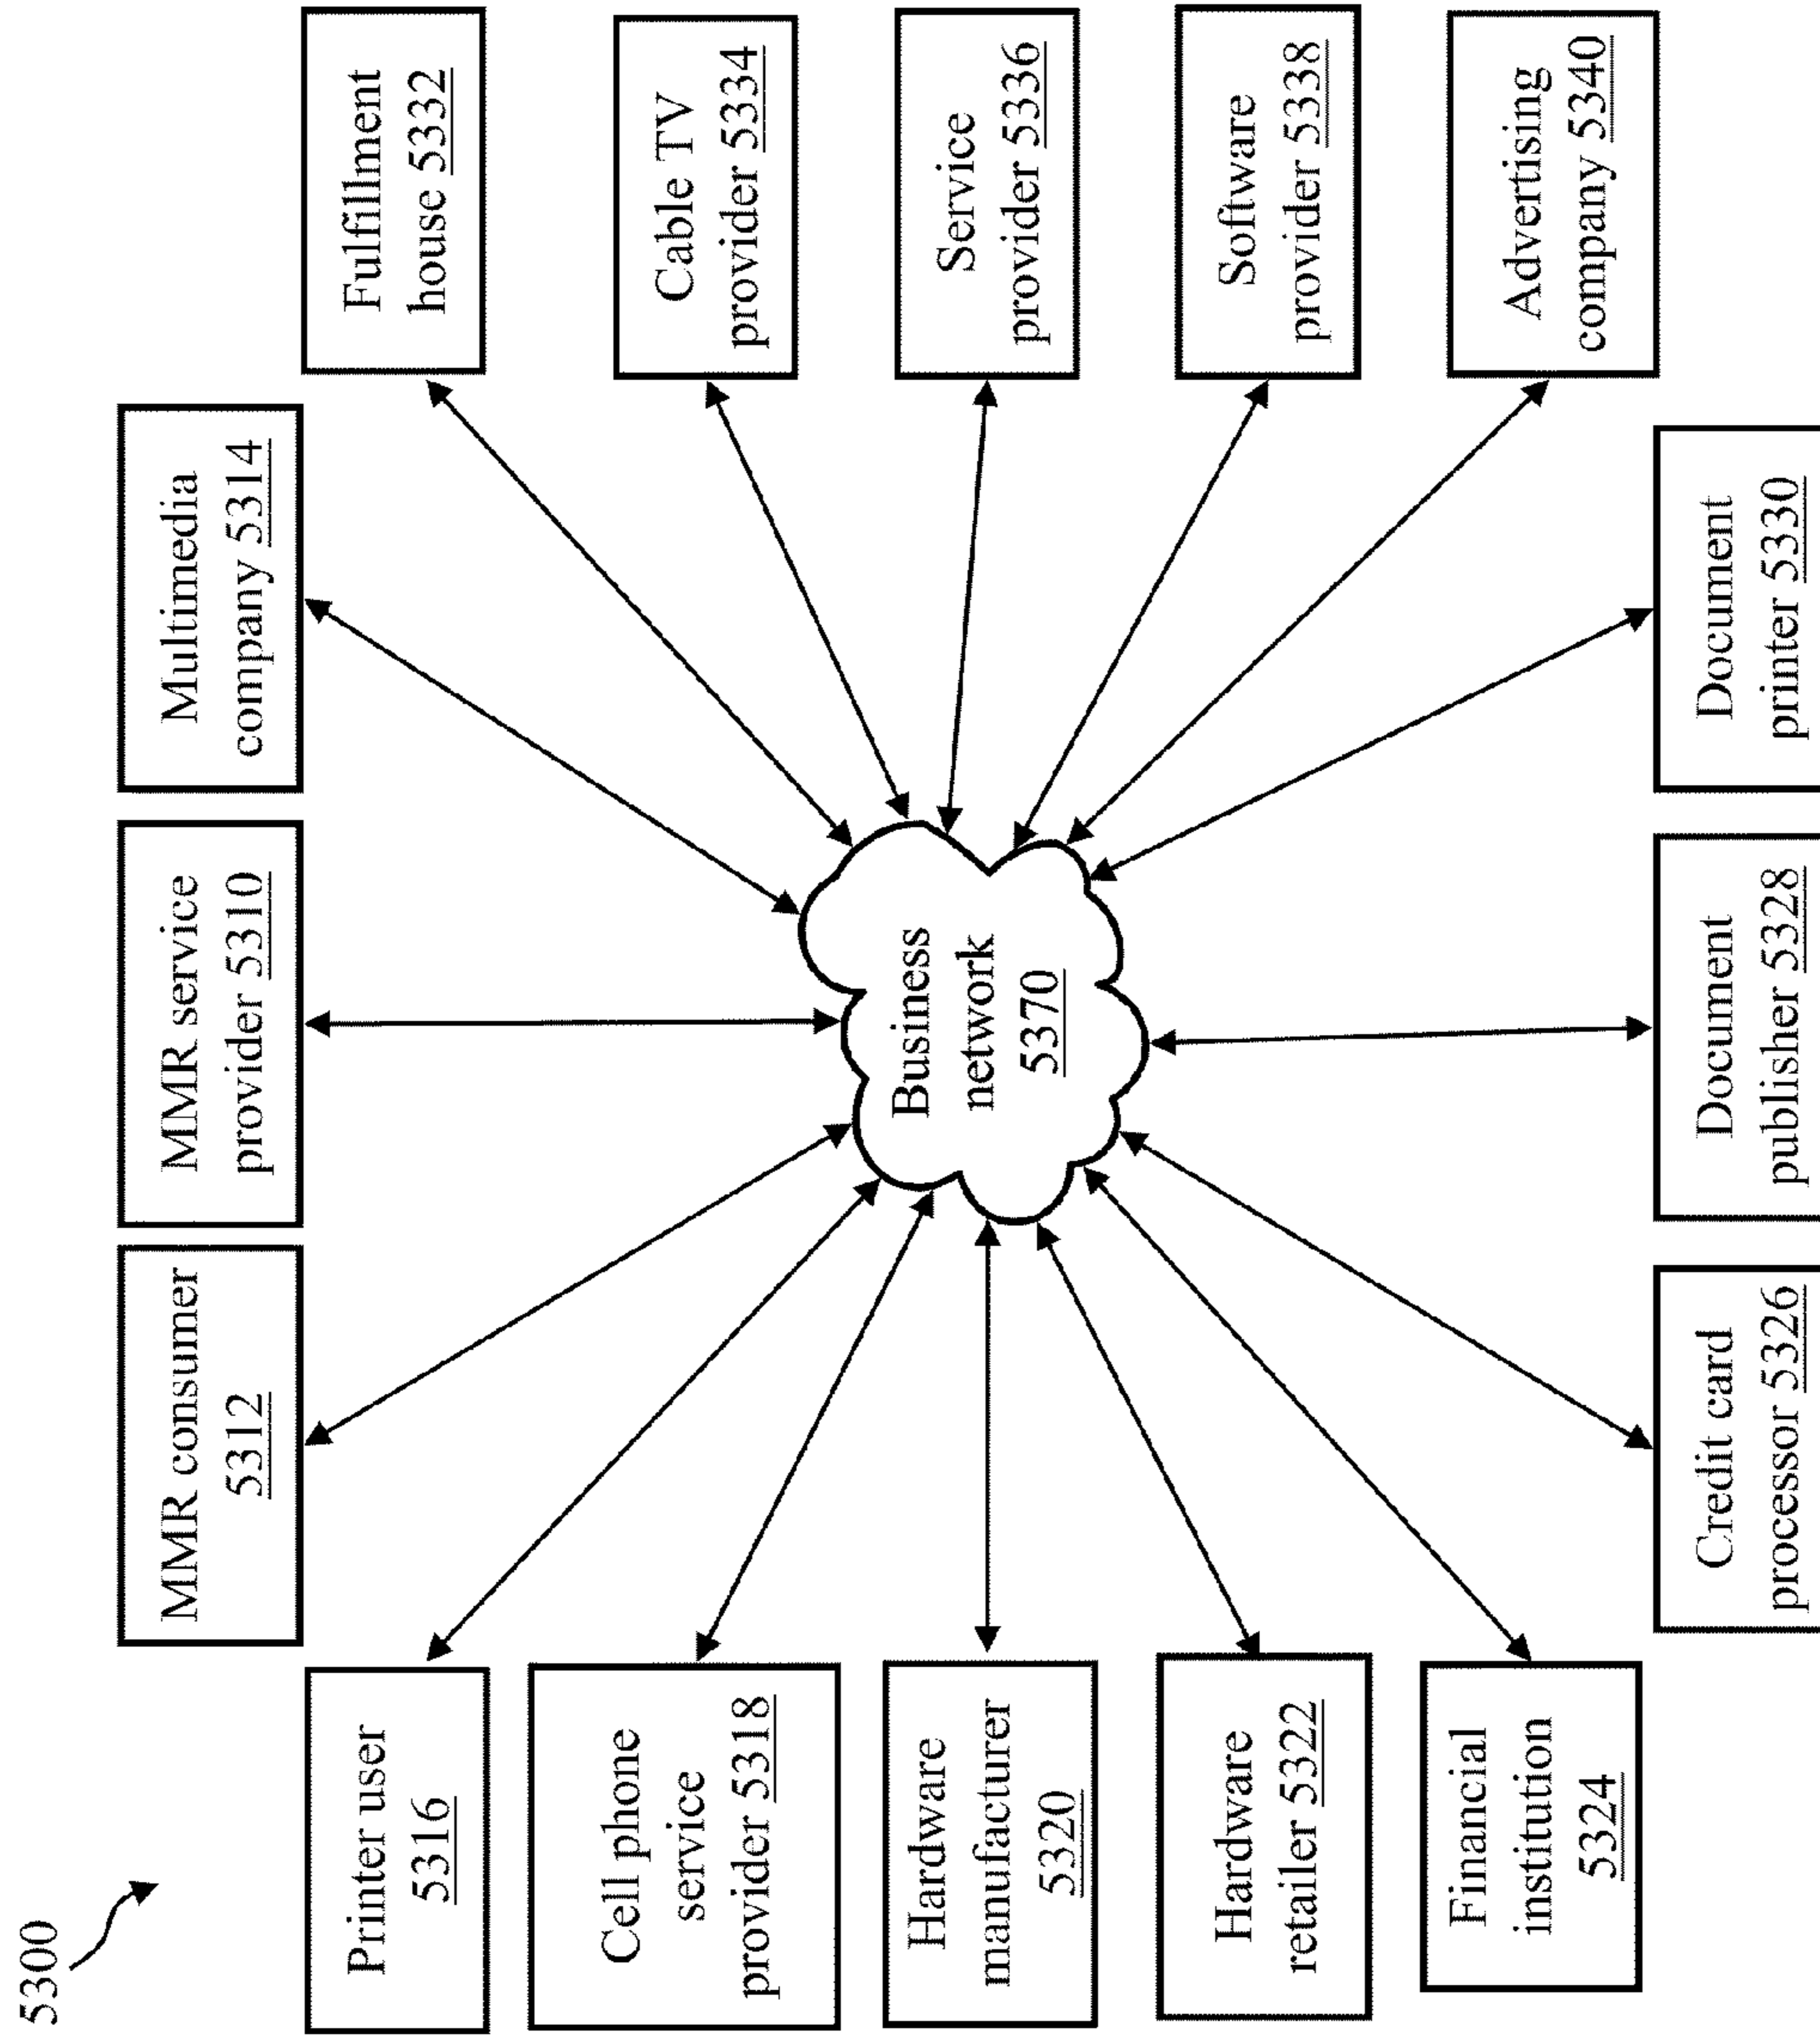 5300
MMR consumer
5312
MMR service
provider 5310
Multimedia
company 5314
Printer user
5316
Cell phone
service
provider 5318
Hardware
manufacturer
5320
Hardware
retailer 5322
Financial
institution
5324
Business
network
5370
Fulfillment
house 5332
Cable TV
provider 5334
Service
provider 5336
Software
provider 5338
Advertising
company 5340
Credit card
processor 5326
Document
publisher 5328
Document
printer 5330